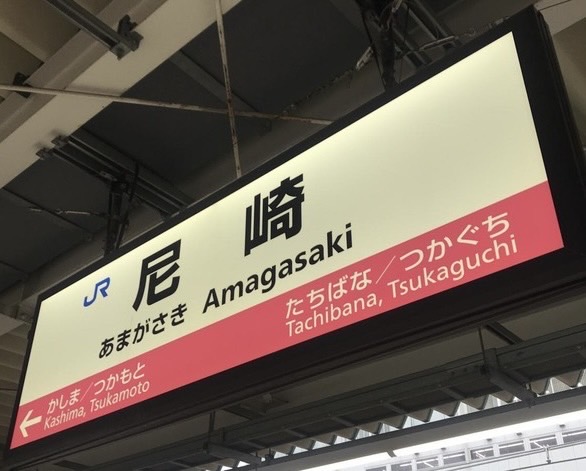 JR 尼崎
あまがさき Amagasaki
たちばな／つかぐち
Tachibana, Tsukaguchi
← かしま／つかもと
Kashima, Tsukamoto